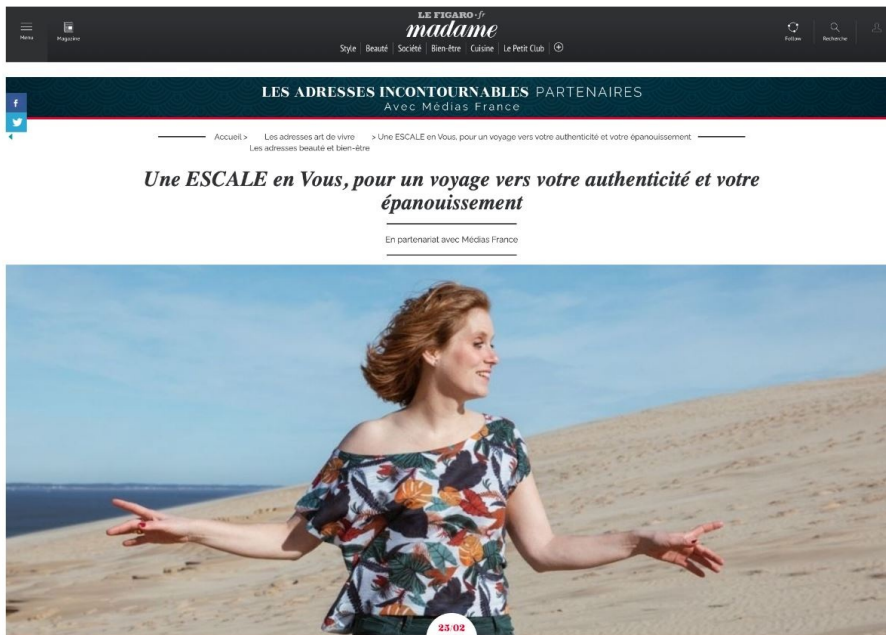 LE FIGARO·fr
madame
Menu
Magazine
Style Beauté Société Bien-être Cuisine Le Petit Club
Follow
Recherche
LES ADRESSES INCONTOURNABLES PARTENAIRES
Avec Médias France
Accueil > Les adresses art de vivre > Une ESCALE en Vous, pour un voyage vers votre authenticité et votre épanouissement
Les adresses beauté et bien-être
Une ESCALE en Vous, pour un voyage vers votre authenticité et votre
épanouissement
En partenariat avec Médias France
25/02